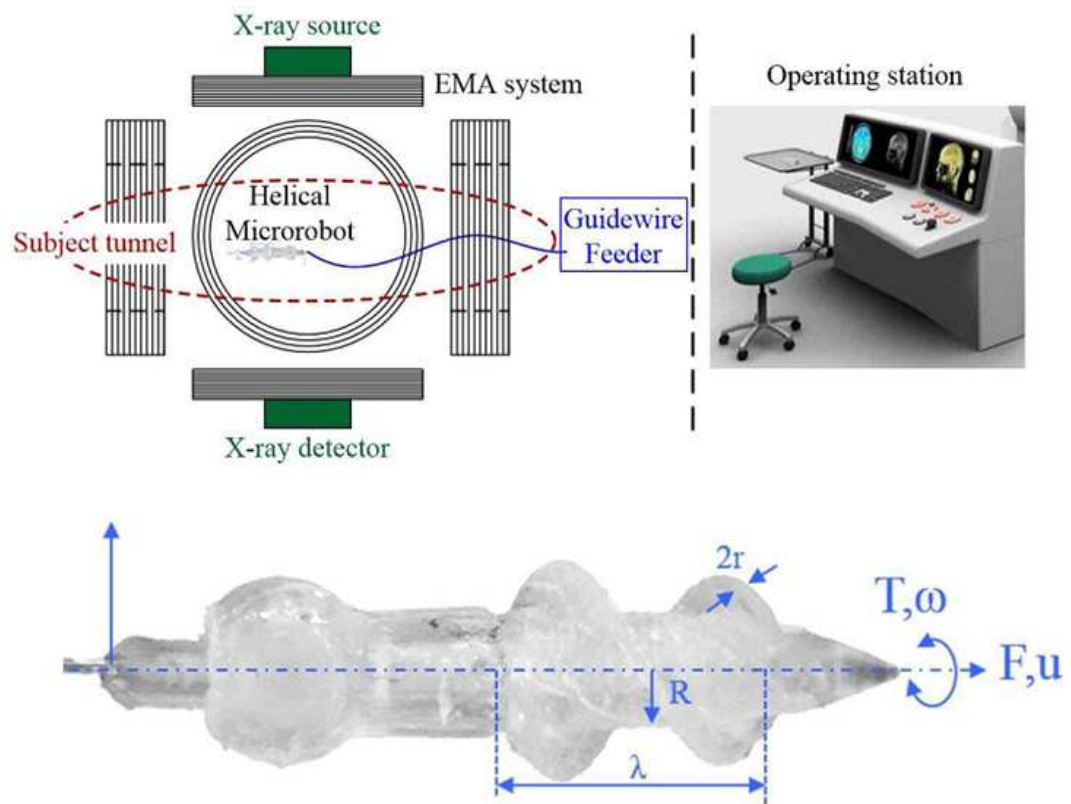 X-ray source
EMA system
Operating station
Helical
Microrobot
Subject tunnel
Guidewire
Feeder
X-ray detector
2r
T,ω
F,u
R
λ